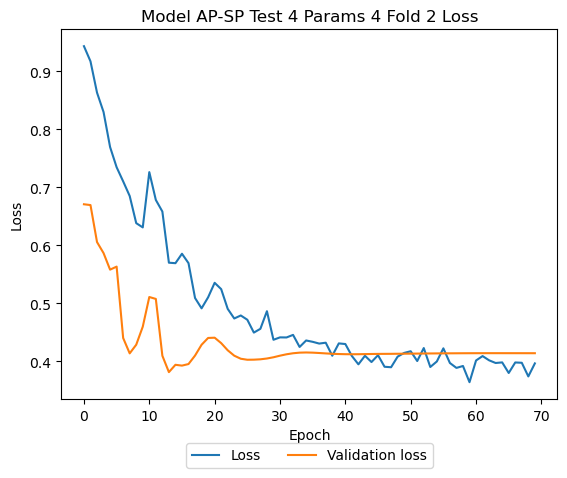 Model AP-SP Test 4 Params 4 Fold 2 Loss
Loss
0.9
0.8
0.7
0.6
0.5
0.4
0 10 20 30 40 50 60 70
Epoch
Loss Validation loss